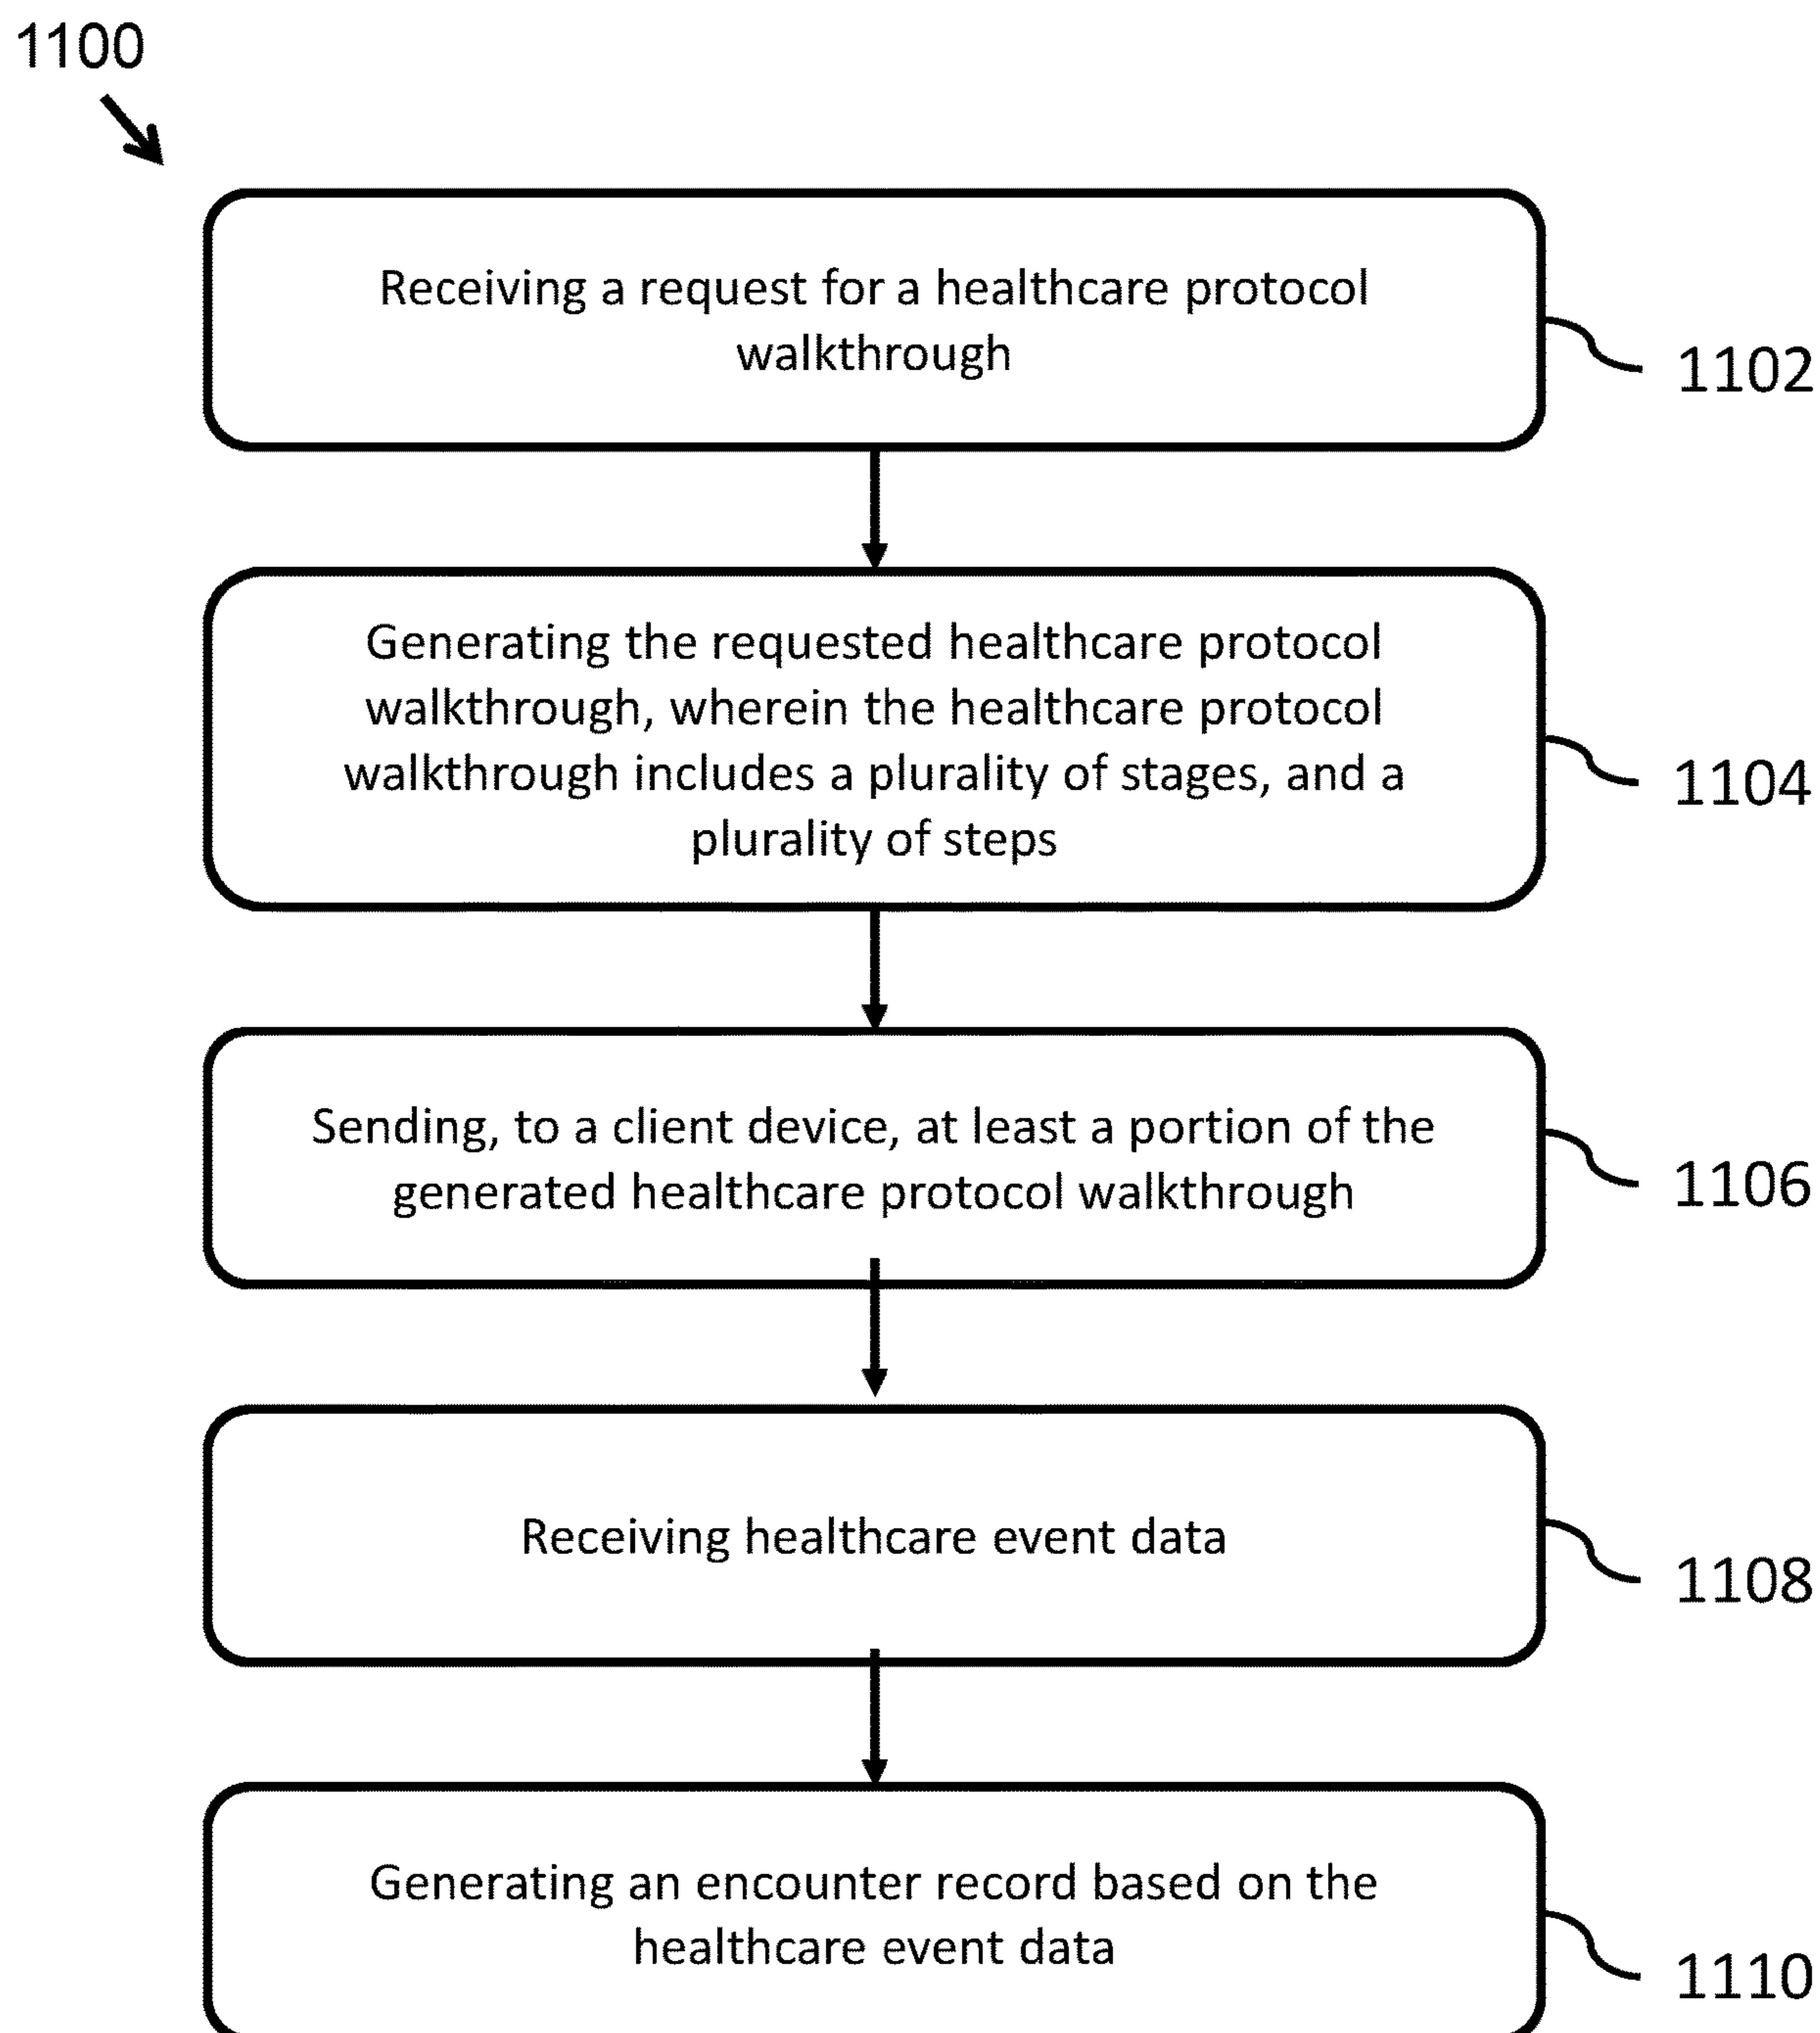 1100
Receiving a request for a healthcare protocol
walkthrough
1102
Generating the requested healthcare protocol
walkthrough, wherein the healthcare protocol
walkthrough includes a plurality of stages, and a
plurality of steps
1104
Sending, to a client device, at least a portion of the
generated healthcare protocol walkthrough
1106
Receiving healthcare event data
1108
Generating an encounter record based on the
healthcare event data
1110